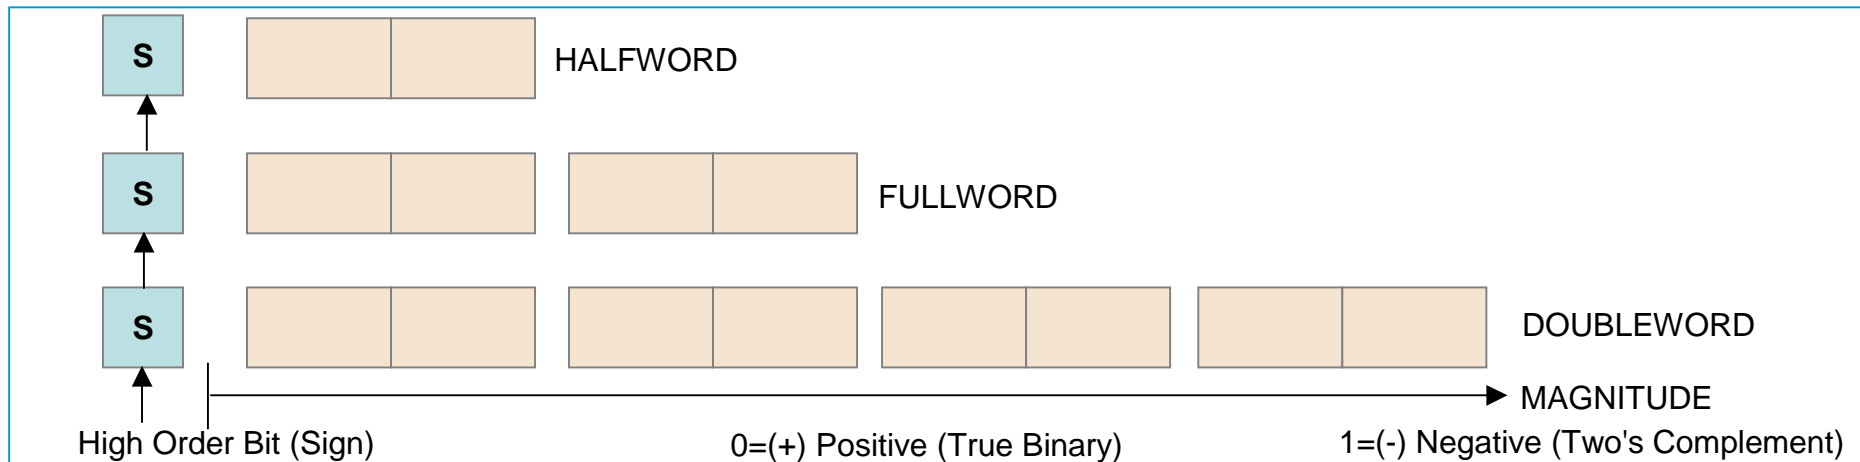 S HALFWORD
S FULLWORD
S DOUBLEWORD
MAGNITUDE
High Order Bit (Sign) 0=(+) Positive (True Binary) 1=(-) Negative (Two's Complement)